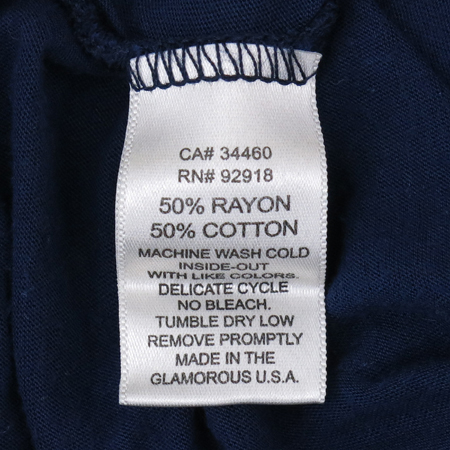 CA# 34460
RN# 92918
50% RAYON
50% COTTON
MACHINE WASH COLD
INSIDE-OUT
WITH LIKE COLORS.
DELICATE CYCLE
NO BLEACH.
TUMBLE DRY LOW
REMOVE PROMPTLY
MADE IN THE
GLAMOROUS U.S.A.